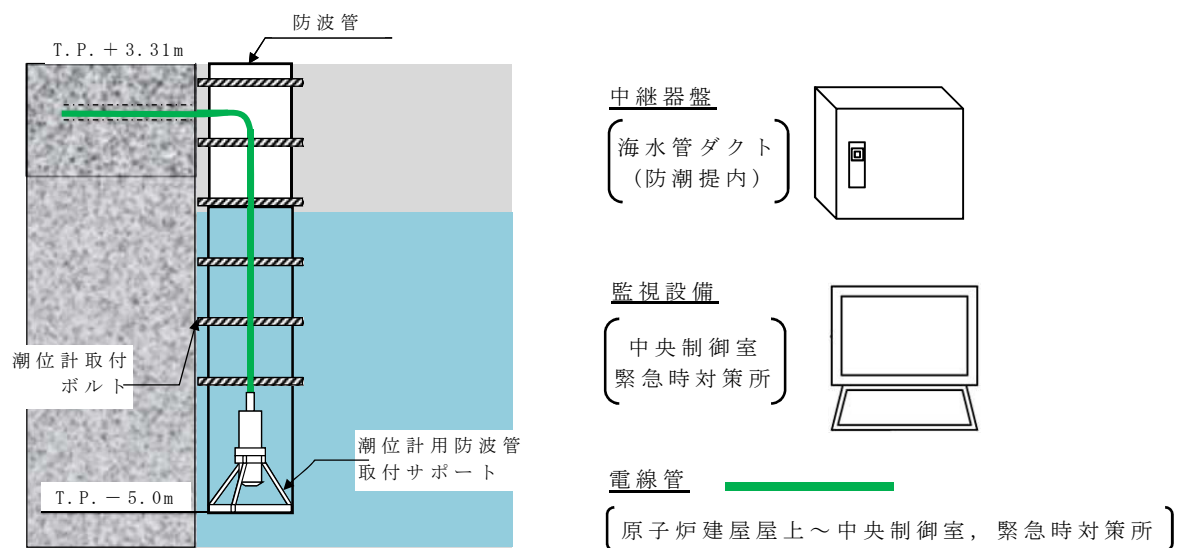 防波管
T.P.＋3.31m
潮位計取付
ボルト
潮位計用防波管
取付サポート
T.P.－5.0m
中継器盤
海水管ダクト
(防潮提内)
監視設備
中央制御室
緊急時対策所
電線管
原子炉建屋屋上～中央制御室，緊急時対策所